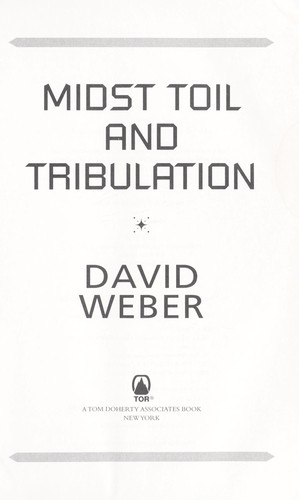 MIDST TOIL
AND
TRIBULATION
DAVID
WEBER
TOR®
A TOM DOHERTY ASSOCIATES BOOK
NEW YORK